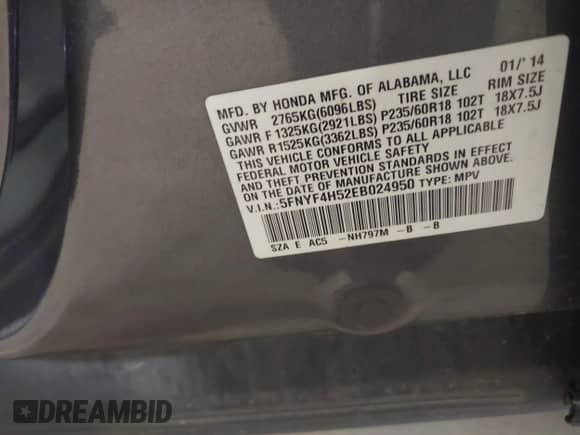 MFD. BY HONDA MFG. OF ALABAMA, LLC 01/'14
GVWR 2765KG(6096LBS) TIRE SIZE RIM SIZE
GAWR F 1325KG(2921LBS) P235/60R18 102T 18X7.5J
GAWR R1525KG(3362LBS) P235/60R18 102T 18X7.5J
THIS VEHICLE CONFORMS TO ALL APPLICABLE
FEDERAL MOTOR VEHICLE SAFETY
AND THEFT PREVENTION STANDARDS IN EFFECT
ON THE DATE OF MANUFACTURE SHOWN ABOVE.
V.I.N.:5FNYF4H52EB024950 TYPE: MPV
SZA E AC5 -NH797M -B -B
DREAMBID